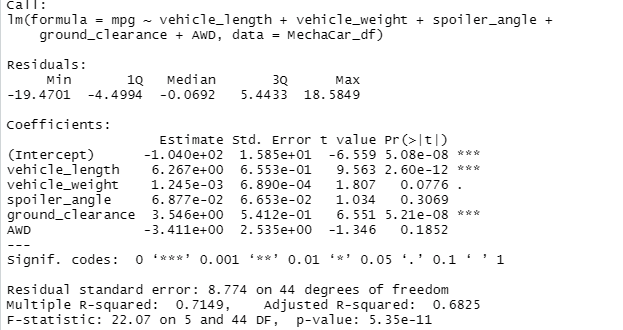 Call:
lm(formula = mpg ~ vehicle_length + vehicle_weight + spoiler_angle +
    ground_clearance + AWD, data = MechaCar_df)

Residuals:
     Min       1Q   Median       3Q      Max
-19.4701  -4.4994  -0.0692   5.4433  18.5849

Coefficients:
                   Estimate Std. Error t value Pr(>|t|)
(Intercept)      -1.040e+02  1.585e+01  -6.559 5.08e-08 ***
vehicle_length    6.267e+00  6.553e-01   9.563 2.60e-12 ***
vehicle_weight    1.245e-03  6.890e-04   1.807   0.0776 .
spoiler_angle     6.877e-02  6.653e-02   1.034   0.3069
ground_clearance  3.546e+00  5.412e-01   6.551 5.21e-08 ***
AWD              -3.411e+00  2.535e+00  -1.346   0.1852
---
Signif. codes:  0 ‘***’ 0.001 ‘**’ 0.01 ‘*’ 0.05 ‘.’ 0.1 ‘ ’ 1

Residual standard error: 8.774 on 44 degrees of freedom
Multiple R-squared:  0.7149,    Adjusted R-squared:  0.6825
F-statistic: 22.07 on 5 and 44 DF,  p-value: 5.35e-11